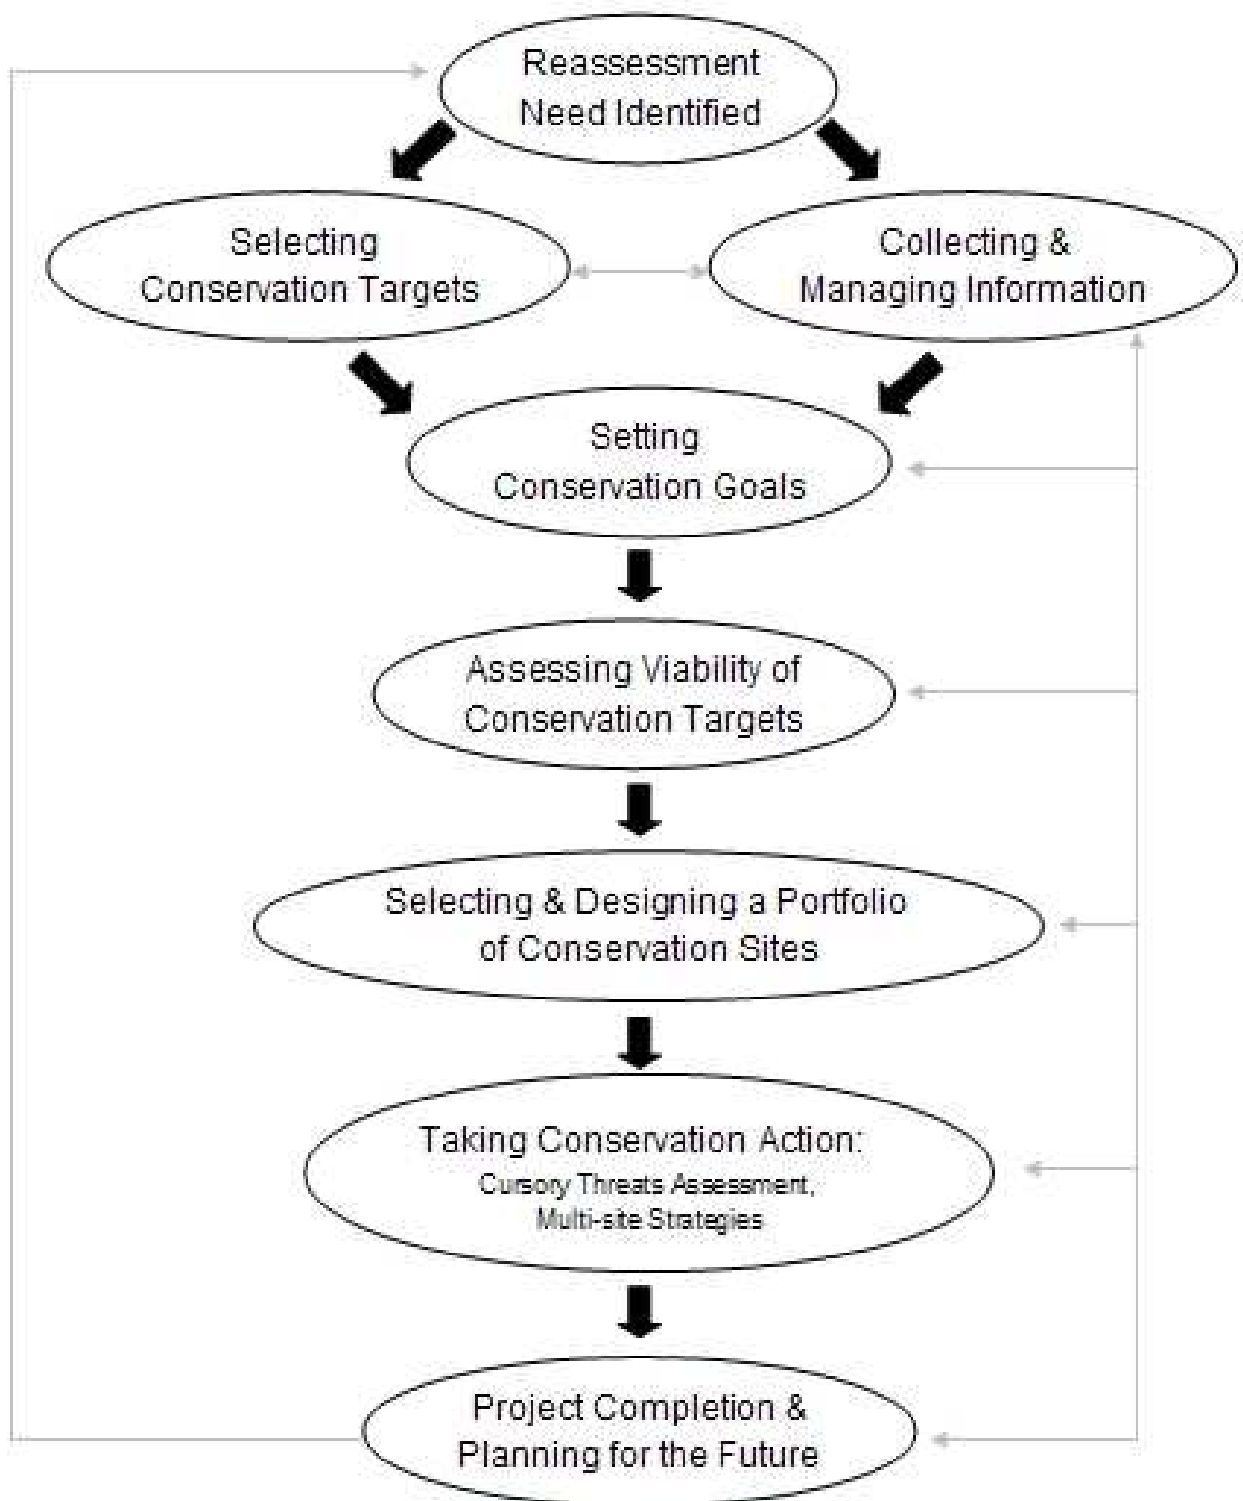 Reassessment
Need Identified
Selecting
Conservation Targets
Collecting &
Managing Information
Setting
Conservation Goals
Assessing Viability of
Conservation Targets
Selecting & Designing a Portfolio
of Conservation Sites
Taking Conservation Action:
Cursory Threats Assessment,
Multi-site Strategies
Project Completion &
Planning for the Future